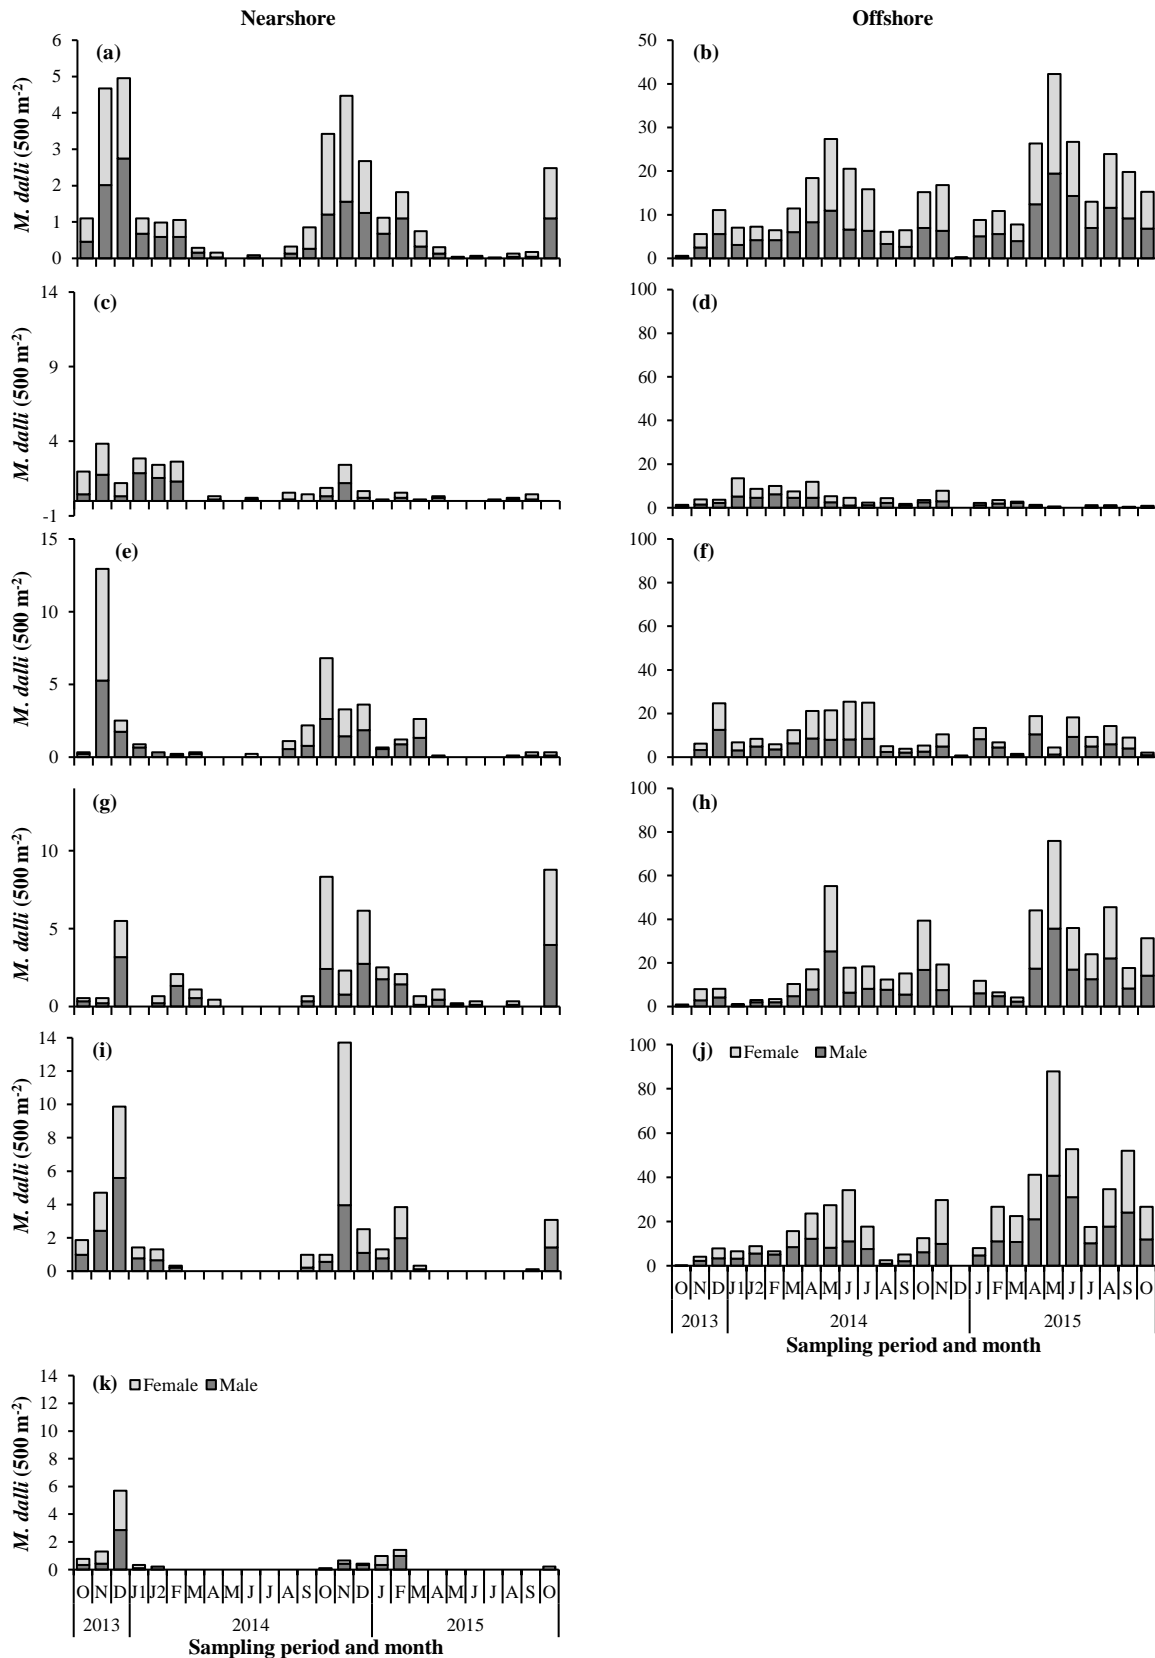 Nearshore
Offshore
M. dalli (500 m-2)
6
5
4
3
2
1
0
(a)
50
40
30
20
10
0
(b)
M. dalli (500 m-2)
14
9
4
-1
(c)
100
80
60
40
20
0
(d)
M. dalli (500 m-2)
15
10
5
0
(e)
100
80
60
40
20
0
(f)
M. dalli (500 m-2)
10
5
0
(g)
100
80
60
40
20
0
(h)
M. dalli (500 m-2)
14
12
10
8
6
4
2
0
(i)
100
80
60
40
20
0
(j)
Female Male
O N D J1 J2 F M A M J J A S O N D J F M A M J J A S O
2013 2014 2015
Sampling period and month
M. dalli (500 m-2)
14
12
10
8
6
4
2
0
(k)
Female Male
O N D J1 J2 F M A M J J A S O N D J F M A M J J A S O
2013 2014 2015
Sampling period and month